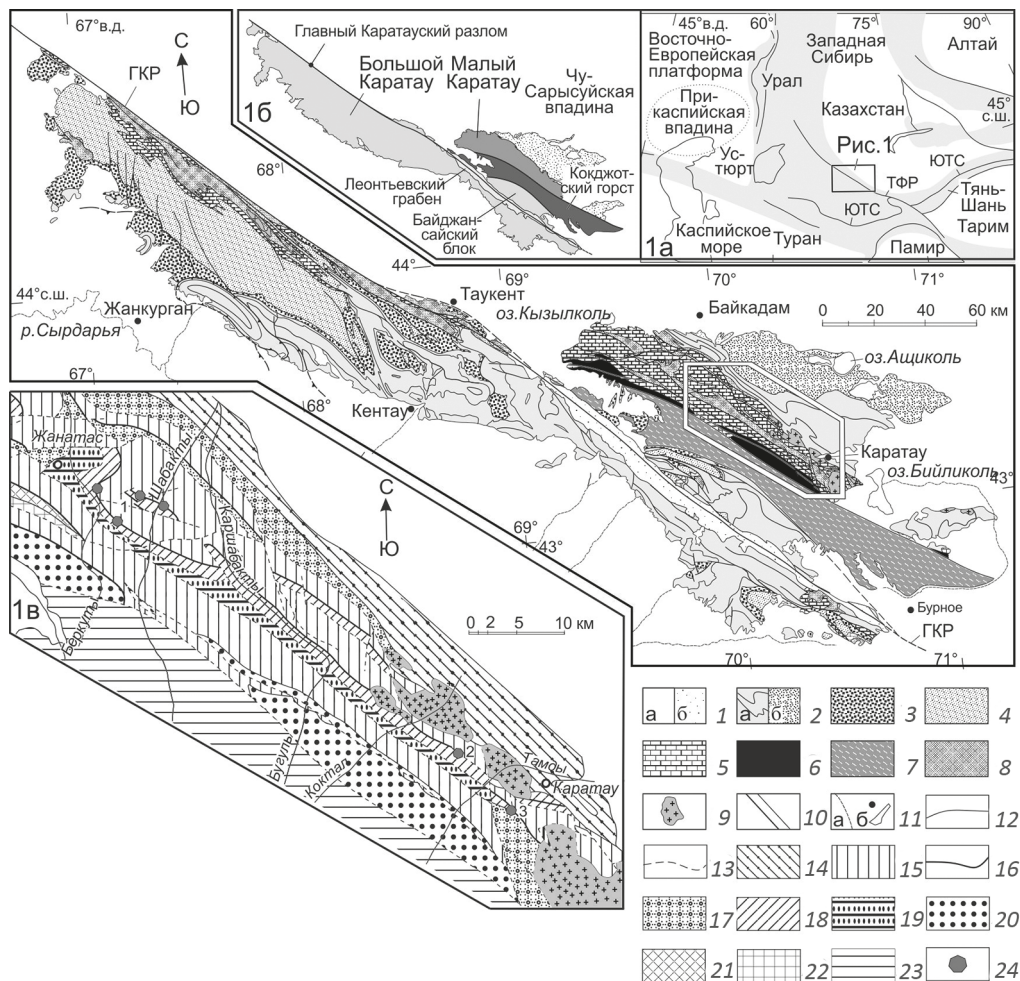 67°в.д.
С
Ю
ГКР
1б
Главный Каратауский разлом
Большой
Каратау
Малый
Каратау
Чу-
Сарысуйская
впадина
Леонтьевский
грабен
Байджан-
сайский
блок
Кокджот-
ский горст
45°в.д.
60°
75°
90°
Восточно-
Европейская
платформа
Западная
Сибирь
Алтай
Урал
При-
каспийская
впадина
Казахстан
45°
с.ш.
Ус-
тюрт
Рис.1
ЮТС
ТФР
Тянь-
Шань
ЮТС
Каспийское
море
Туран
Тарим
1а
Памир
68°
44°
69°
70°
71°
44°с.ш.
Жанкурган
р.Сырдарья
Таукент
оз.Кызылколь
Байкадам
0 20 40 60 км
оз.Ащиколь
67°
68°
Кентау
Каратау
оз.Бийликоль
43°
69°
43°
Бурное
ГКР
70°
71°
Жанатас
Шабакты
1
Каршабакты
С
Ю
1в
Беркуты
0 2 5 10 км
Бугуль
Коктал
2
Тамды
Каратау
3
а б 1
а б 2
3
4
5
6
7
8
9
10
а б 11
12
13
14
15
16
17
18
19
20
21
22
23
24